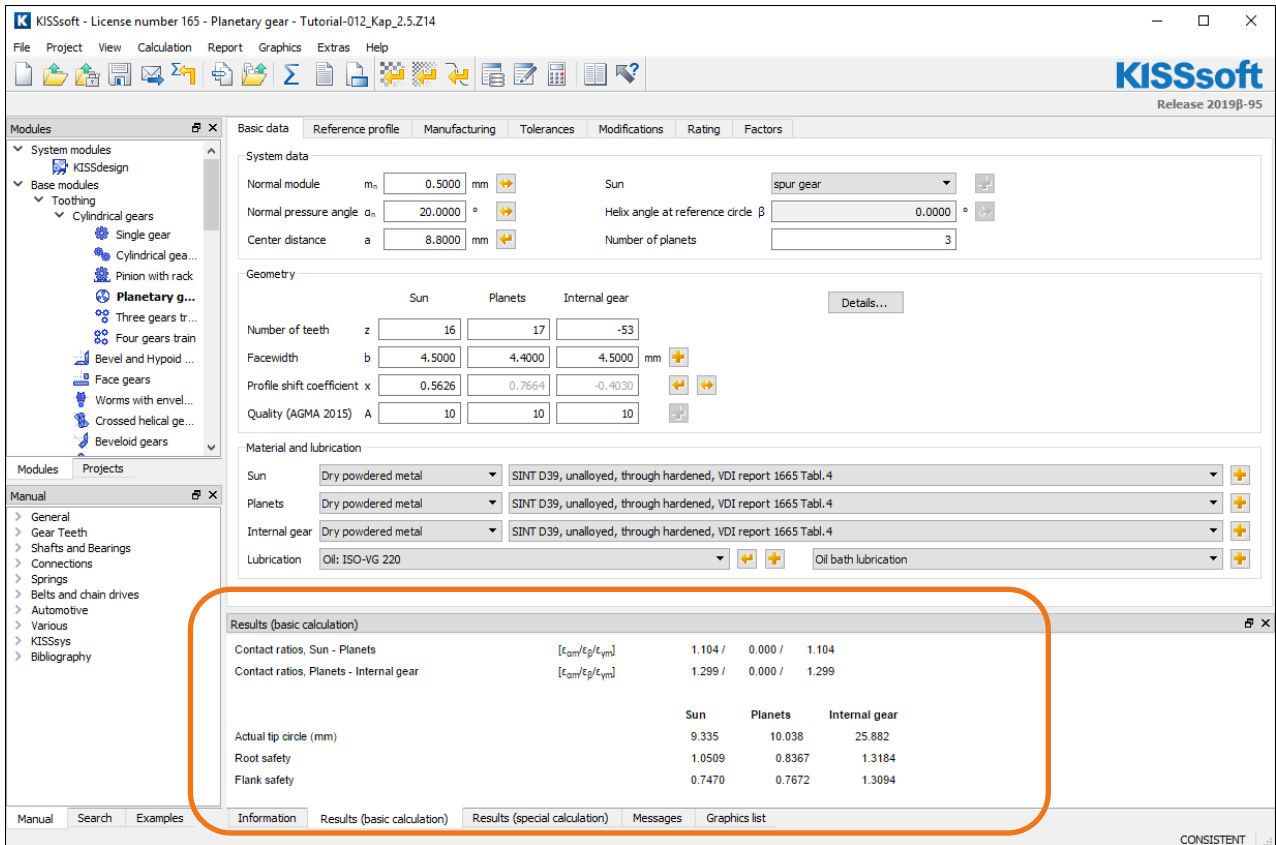 KISSsoft - License number 165 - Planetary gear - Tutorial-012_Kap_2.5.Z14
File Project View Calculation Report Graphics Extras Help
KISSsoft
Release 2019β-95
Modules
System modules
KISSdesign
Base modules
Toothing
Cylindrical gears
Single gear
Cylindrical gea...
Pinion with rack
Planetary g...
Three gears tr...
Four gears train
Bevel and Hypoid ...
Face gears
Worms with envel...
Crossed helical ge...
Beveloid gears
Modules Projects
Manual
General
Gear Teeth
Shafts and Bearings
Connections
Springs
Belts and chain drives
Automotive
Various
KISSsys
Bibliography
Manual Search Examples
Basic data Reference profile Manufacturing Tolerances Modifications Rating Factors
System data
Normal module mn 0.5000 mm Sun spur gear
Normal pressure angle αn 20.0000 ° Helix angle at reference circle β 0.0000 °
Center distance a 8.8000 mm Number of planets 3
Geometry
Sun Planets Internal gear Details...
Number of teeth z 16 17 -53
Facewidth b 4.5000 4.4000 4.5000 mm
Profile shift coefficient x 0.5626 0.7664 -0.4030
Quality (AGMA 2015) A 10 10 10
Material and lubrication
Sun Dry powdered metal SINT D39, unalloyed, through hardened, VDI report 1665 Tabl.4
Planets Dry powdered metal SINT D39, unalloyed, through hardened, VDI report 1665 Tabl.4
Internal gear Dry powdered metal SINT D39, unalloyed, through hardened, VDI report 1665 Tabl.4
Lubrication Oil: ISO-VG 220 Oil bath lubrication
Results (basic calculation)
Contact ratios, Sun - Planets [εαm/εβ/εγm] 1.104 / 0.000 / 1.104
Contact ratios, Planets - Internal gear [εαm/εβ/εγm] 1.299 / 0.000 / 1.299
Sun Planets Internal gear
Actual tip circle (mm) 9.335 10.038 25.882
Root safety 1.0509 0.8367 1.3184
Flank safety 0.7470 0.7672 1.3094
Information Results (basic calculation) Results (special calculation) Messages Graphics list
CONSISTENT